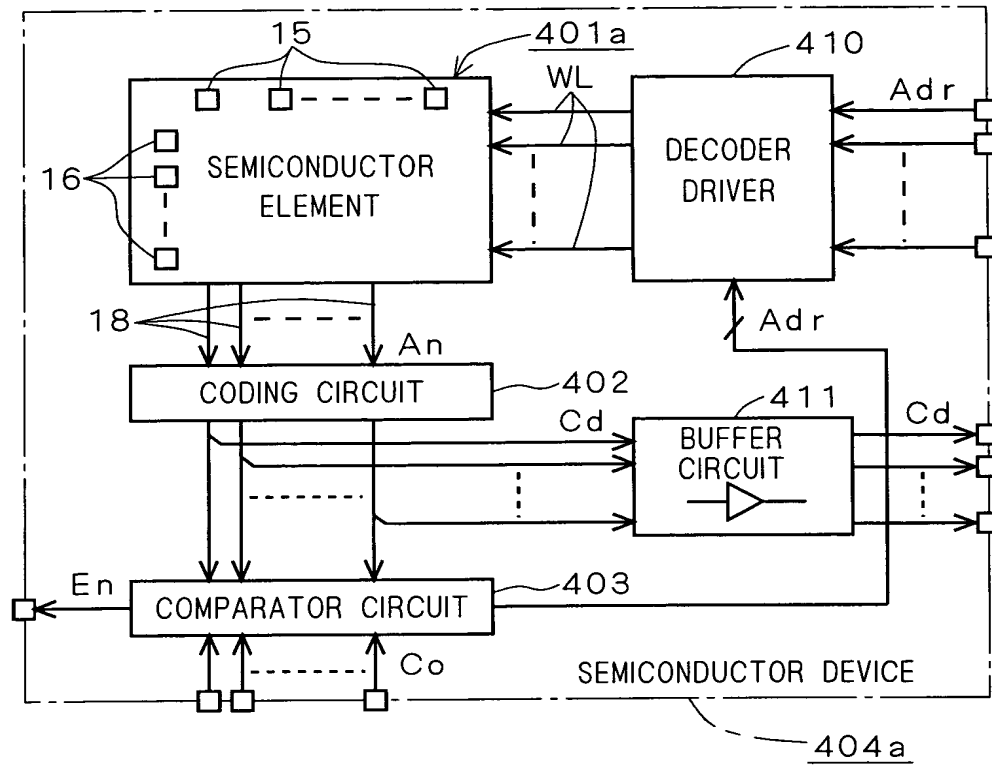 15
401a
410
WL
Adr
SEMICONDUCTOR
ELEMENT
DECODER
DRIVER
16
18
An
Adr
CODING CIRCUIT
402
411
Cd
BUFFER
CIRCUIT
Cd
En
COMPARATOR CIRCUIT
403
Co
SEMICONDUCTOR DEVICE
404a